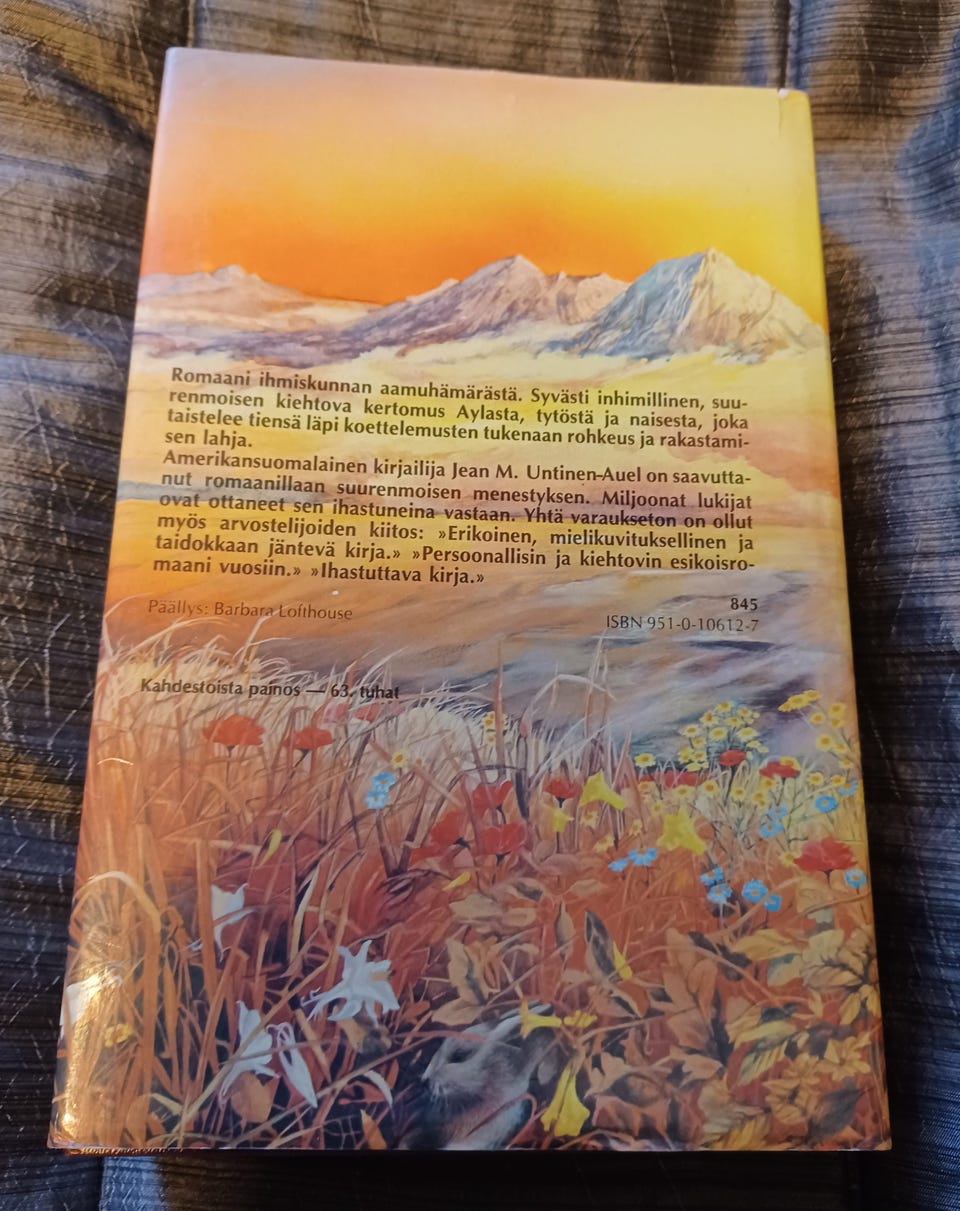 Romaani ihmiskunnan aamuhämärästä. Syvästi inhimillinen, suu-
renmoisen kiehtova kertomus Aylasta, tytöstä ja naisesta, joka
taistelee tiensä läpi koettelemusten tukenaan rohkeus ja rakastami-
sen lahja.
Amerikansuomalainen kirjailija Jean M. Untinen-Auel on saavutta-
nut romaanillaan suurenmoisen menestyksen. Miljoonat lukijat
ovat ottaneet sen ihastuneina vastaan. Yhtä varaukseton on ollut
myös arvostelijoiden kiitos: »Erikoinen, mielikuvituksellinen ja
taidokkaan jäntevä kirja.» »Persoonallisin ja kiehtovin esikoisro-
maani vuosiin.» »Ihastuttava kirja.»
Päällys: Barbara Lofthouse
845
ISBN 951-0-10612-7
Kahdestoista painos — 63. tuhat